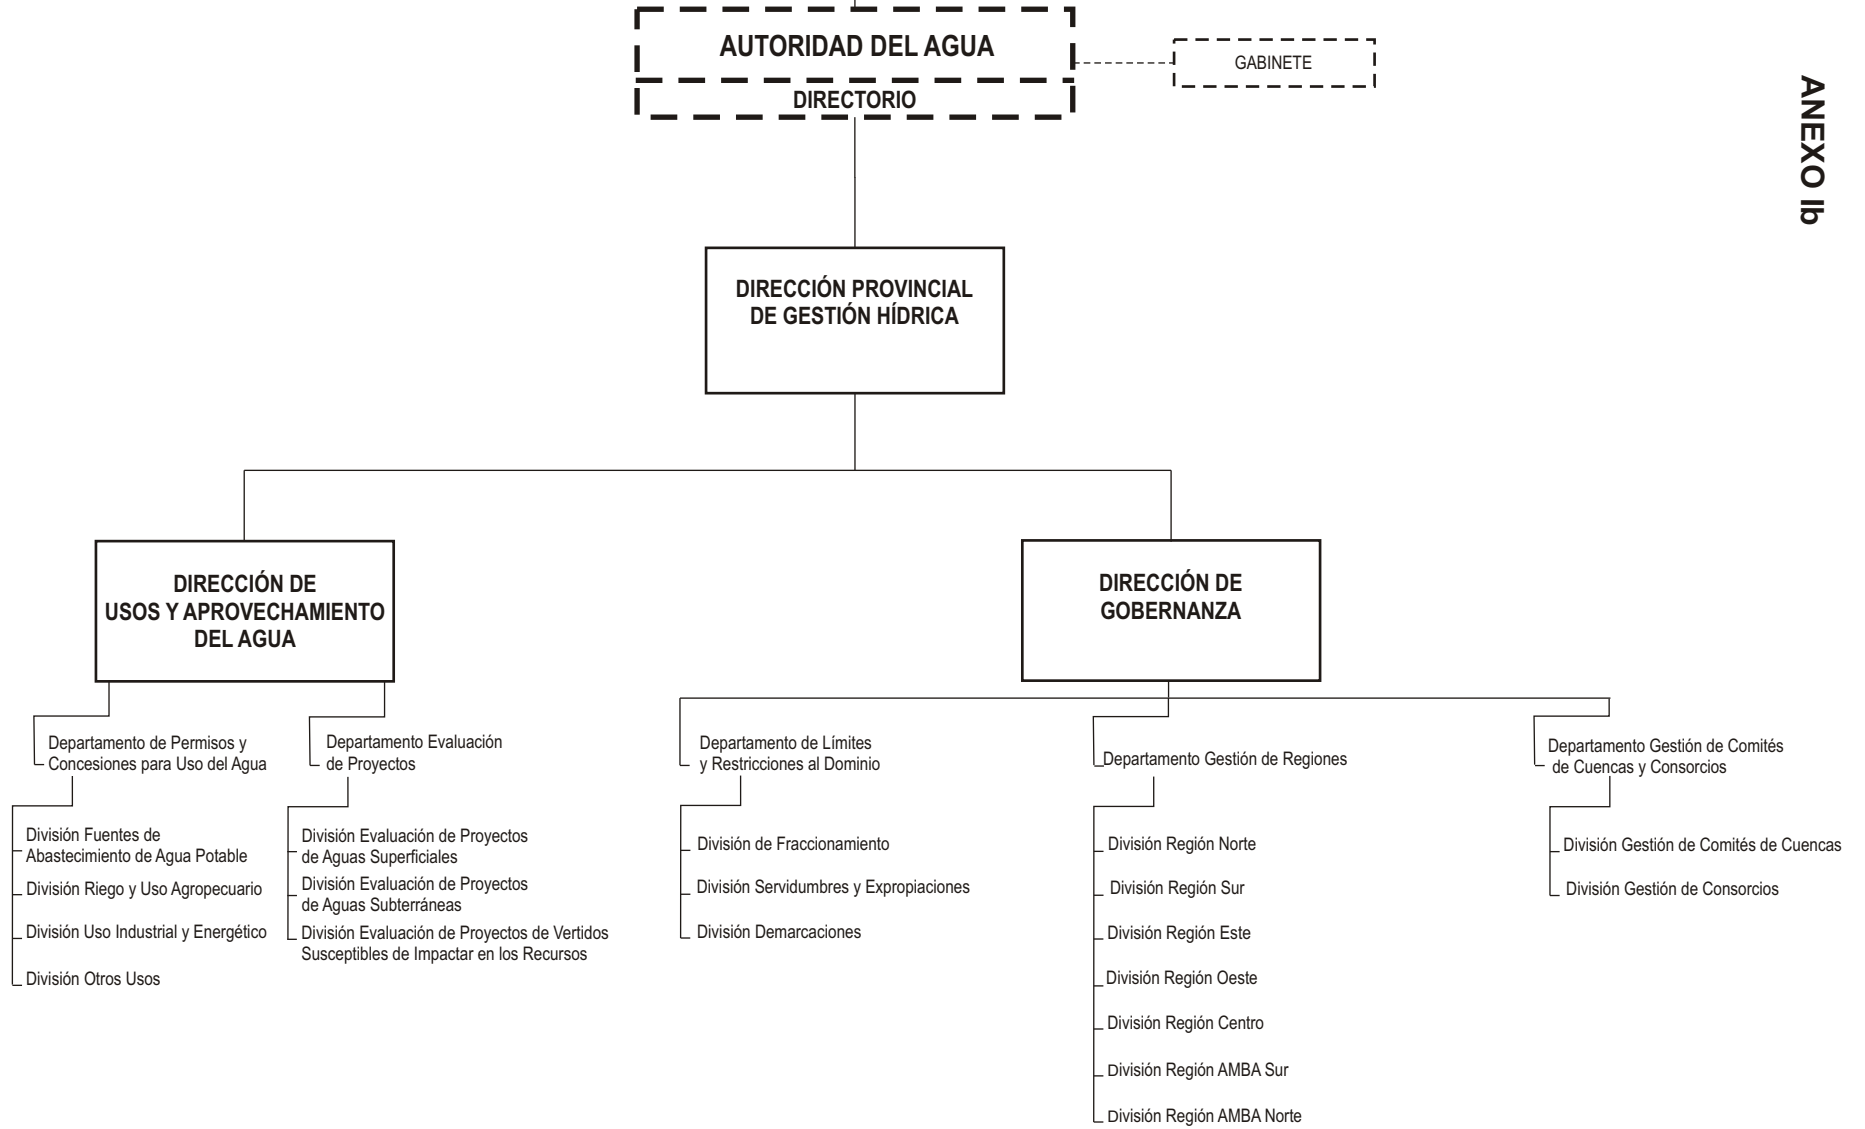 AUTORIDAD DEL AGUA
DIRECTORIO
GABINETE
ANEXO Ib
DIRECCIÓN PROVINCIAL
DE GESTIÓN HÍDRICA
DIRECCIÓN DE
USOS Y APROVECHAMIENTO
DEL AGUA
Departamento de Permisos y
Concesiones para Uso del Agua
División Fuentes de
Abastecimiento de Agua Potable
División Riego y Uso Agropecuario
División Uso Industrial y Energético
División Otros Usos
Departamento Evaluación
de Proyectos
División Evaluación de Proyectos
de Aguas Superficiales
División Evaluación de Proyectos
de Aguas Subterráneas
División Evaluación de Proyectos de Vertidos
Susceptibles de Impactar en los Recursos
DIRECCIÓN DE
GOBERNANZA
Departamento de Límites
y Restricciones al Dominio
División de Fraccionamiento
División Servidumbres y Expropiaciones
División Demarcaciones
Departamento Gestión de Regiones
División Región Norte
División Región Sur
División Región Este
División Región Oeste
División Región Centro
División Región AMBA Sur
División Región AMBA Norte
Departamento Gestión de Comités
de Cuencas y Consorcios
División Gestión de Comités de Cuencas
División Gestión de Consorcios